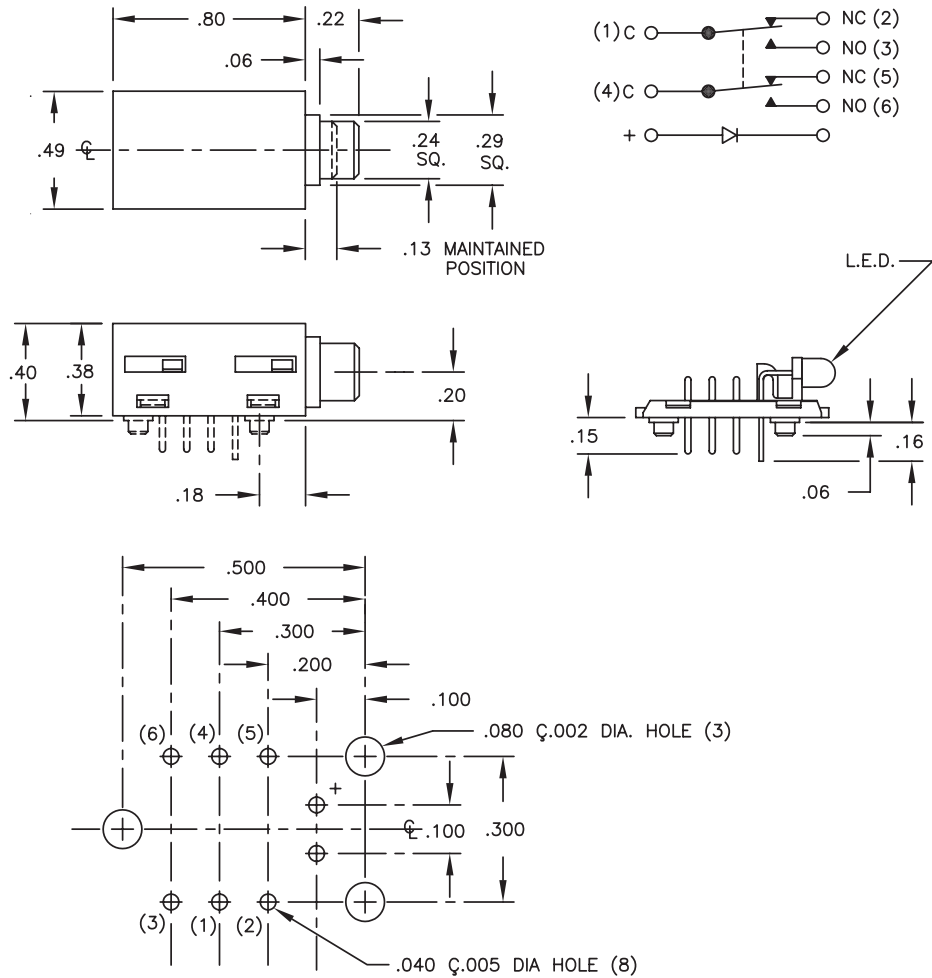 .80
.22
.06
.49 ℄
.24
SQ.
.29
SQ.
.13 MAINTAINED
POSITION
(1) C
NC (2)
NO (3)
(4) C
NC (5)
NO (6)
+
L.E.D.
.40
.38
.20
.18
.15
.16
.06
.500
.400
.300
.200
.100
.080 Ç.002 DIA. HOLE (3)
(6)
(4)
(5)
+
℄ .100
.300
(3)
(1)
(2)
.040 Ç.005 DIA HOLE (8)